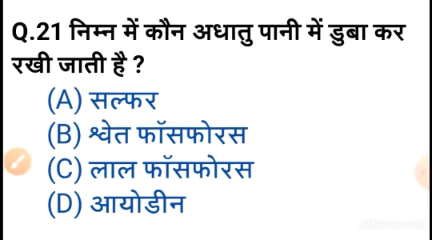 Q.21 निम्न में कौन अधातु पानी में डुबा कर
रखी जाती है ?
(A) सल्फर
(B) श्वेत फॉसफोरस
(C) लाल फॉसफोरस
(D) आयोडीन